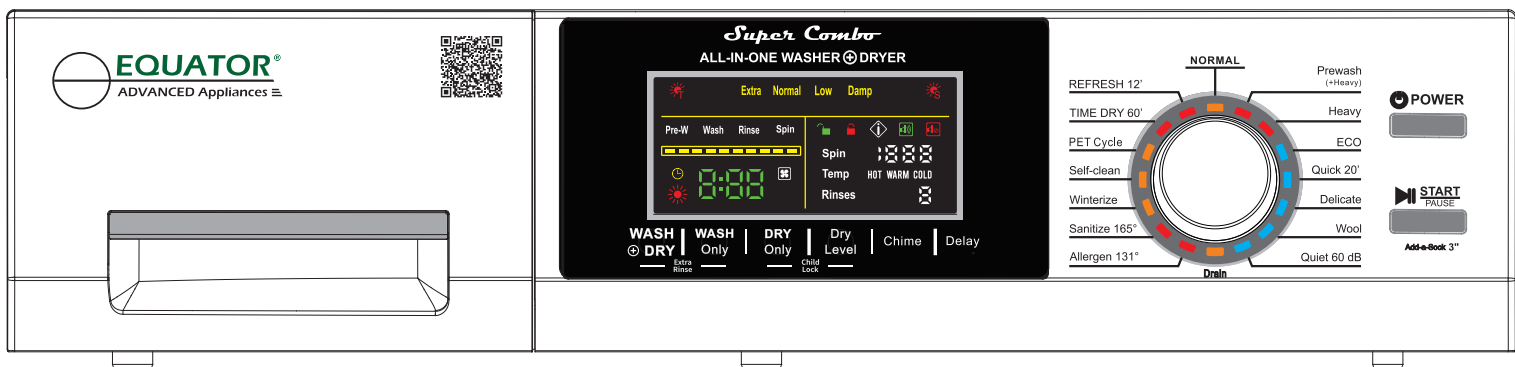 EQUATOR®
ADVANCED Appliances
Super Combo
ALL-IN-ONE WASHER + DRYER
Extra Normal Low Damp
Pre-W Wash Rinse Spin
Spin 1888
Temp HOT WARM COLD
Rinses 8
8:88
WASH + DRY
WASH Only
DRY Only
Dry Level
Chime
Delay
Extra Rinse
Child Lock
NORMAL
REFRESH 12'
TIME DRY 60'
PET Cycle
Self-clean
Winterize
Sanitize 165°
Allergen 131°
Drain
Prewash
(+Heavy)
Heavy
ECO
Quick 20'
Delicate
Wool
Quiet 60 dB
POWER
START
PAUSE
Add-a-Sock 3"